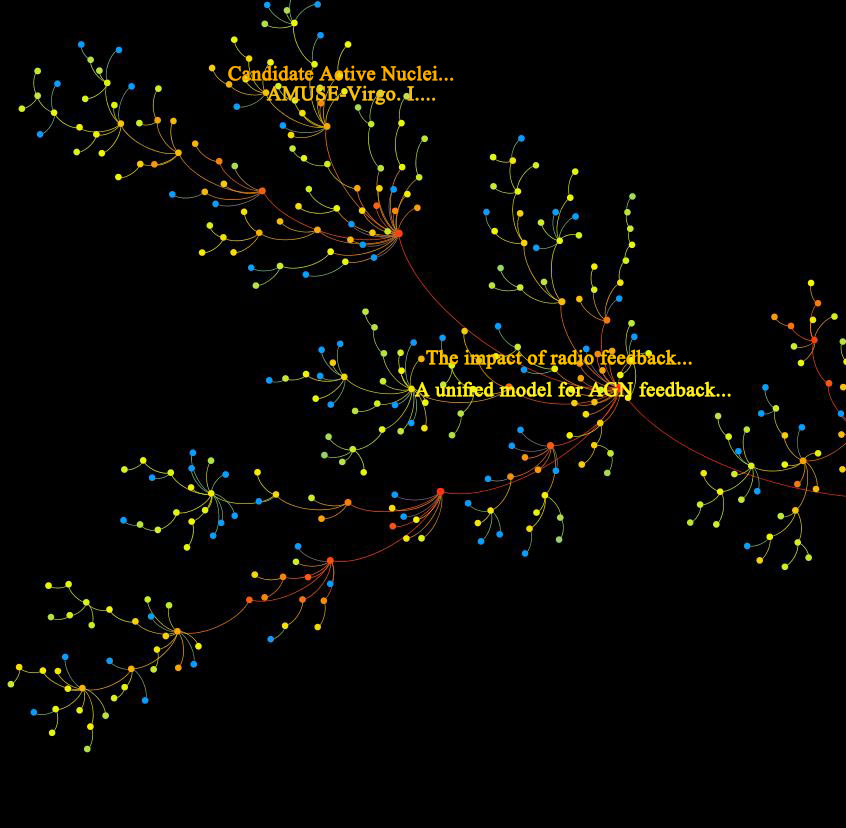 Candidate Active Nuclei...
AMUSE-Virgo. I....
The impact of radio feedback...
A unified model for AGN feedback...